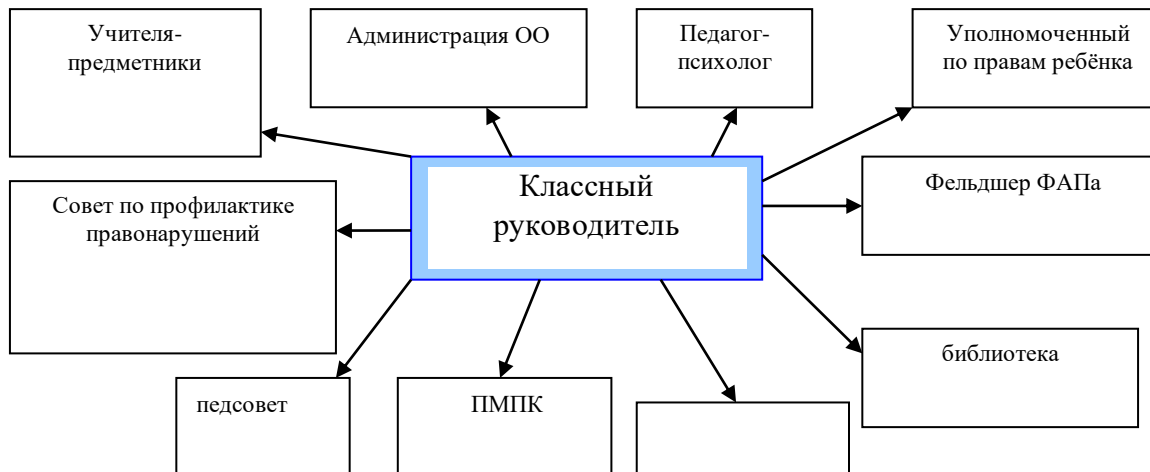 Учителя-
предметники
Администрация ОО
Педагог-
психолог
Уполномоченный
по правам ребёнка
Классный
руководитель
Фельдшер ФАПа
Совет по профилактике
правонарушений
библиотека
педсовет
ПМПК